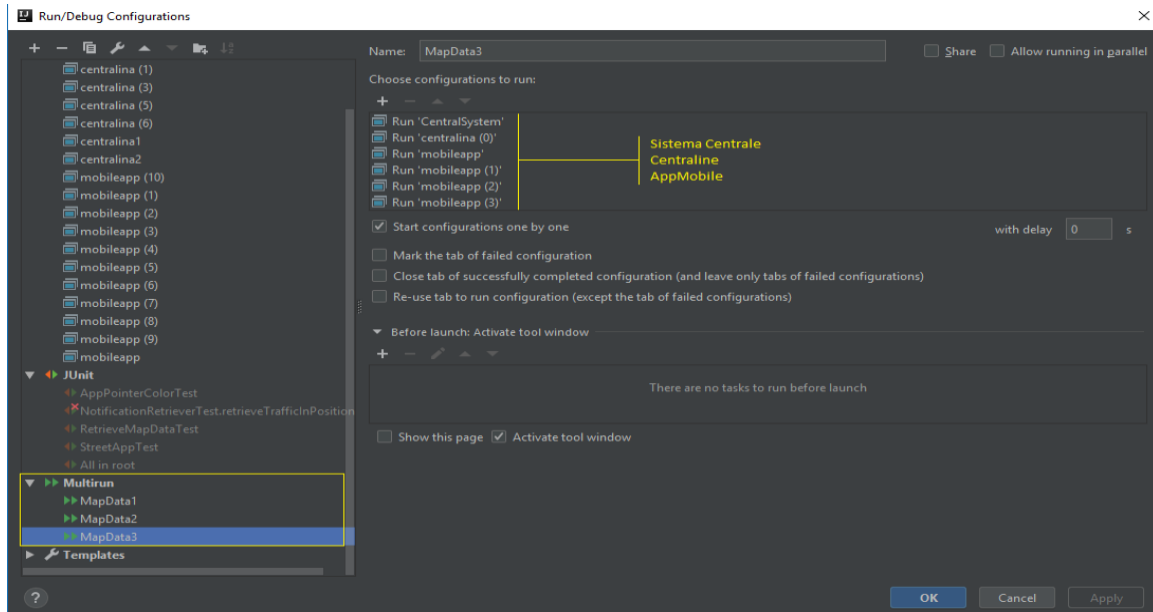 Run/Debug Configurations
centralina (1)
centralina (3)
centralina (5)
centralina (6)
centralina1
centralina2
mobileapp (10)
mobileapp (1)
mobileapp (2)
mobileapp (3)
mobileapp (4)
mobileapp (5)
mobileapp (6)
mobileapp (7)
mobileapp (8)
mobileapp (9)
mobileapp
JUnit
AppPointerColorTest
NotificationRetrieverTest.retrieveTrafficInPosition
RetrieveMapDataTest
StreetAppTest
All in root
Multirun
MapData1
MapData2
MapData3
Templates
Name: MapData3
Share
Allow running in parallel
Choose configurations to run:
Run 'CentralSystem'
Run 'centralina (0)'
Run 'mobileapp'
Run 'mobileapp (1)'
Run 'mobileapp (2)'
Run 'mobileapp (3)'
Sistema Centrale
Centraline
AppMobile
Start configurations one by one
with delay 0 s
Mark the tab of failed configuration
Close tab of successfully completed configuration (and leave only tabs of failed configurations)
Re-use tab to run configuration (except the tab of failed configurations)
Before launch: Activate tool window
There are no tasks to run before launch
Show this page
Activate tool window
?
OK
Cancel
Apply